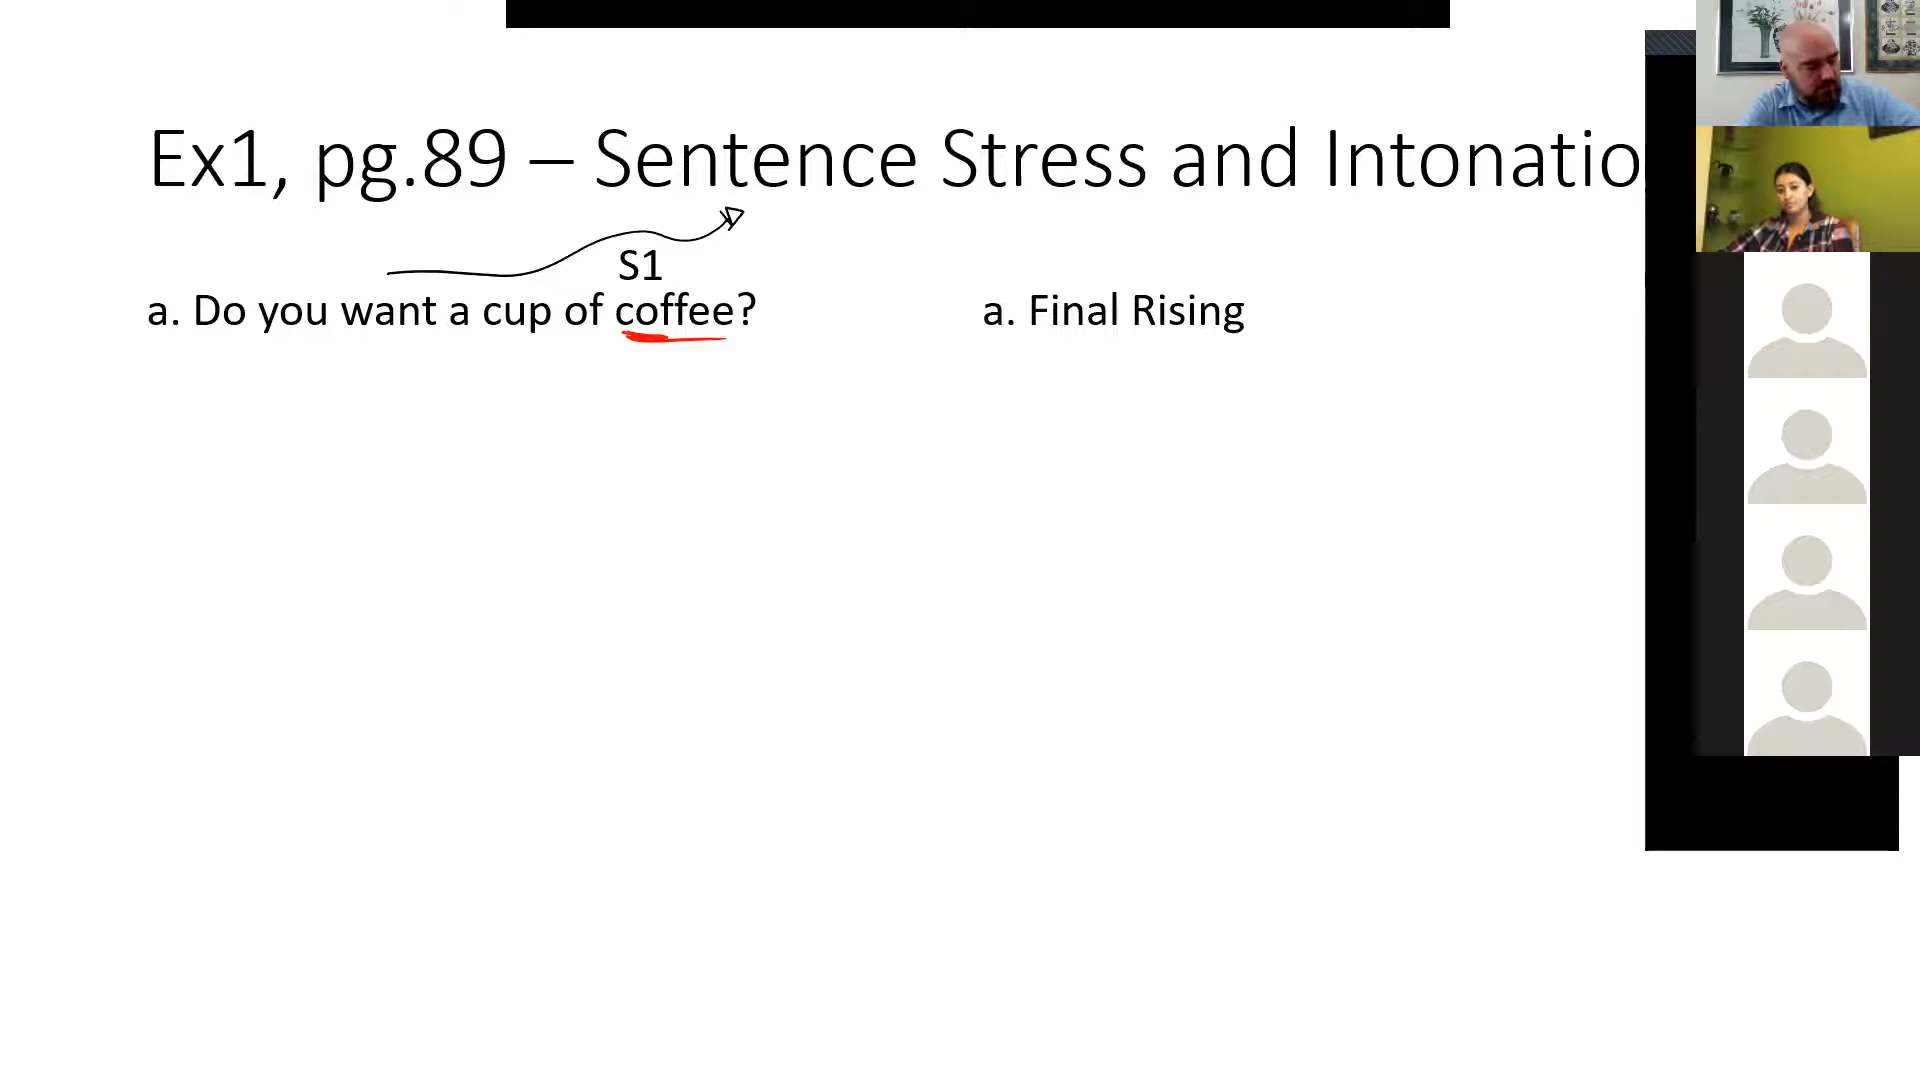 Ex1, pg.89 – Sentence Stress and Intonatio
S1
a. Do you want a cup of coffee?
a. Final Rising